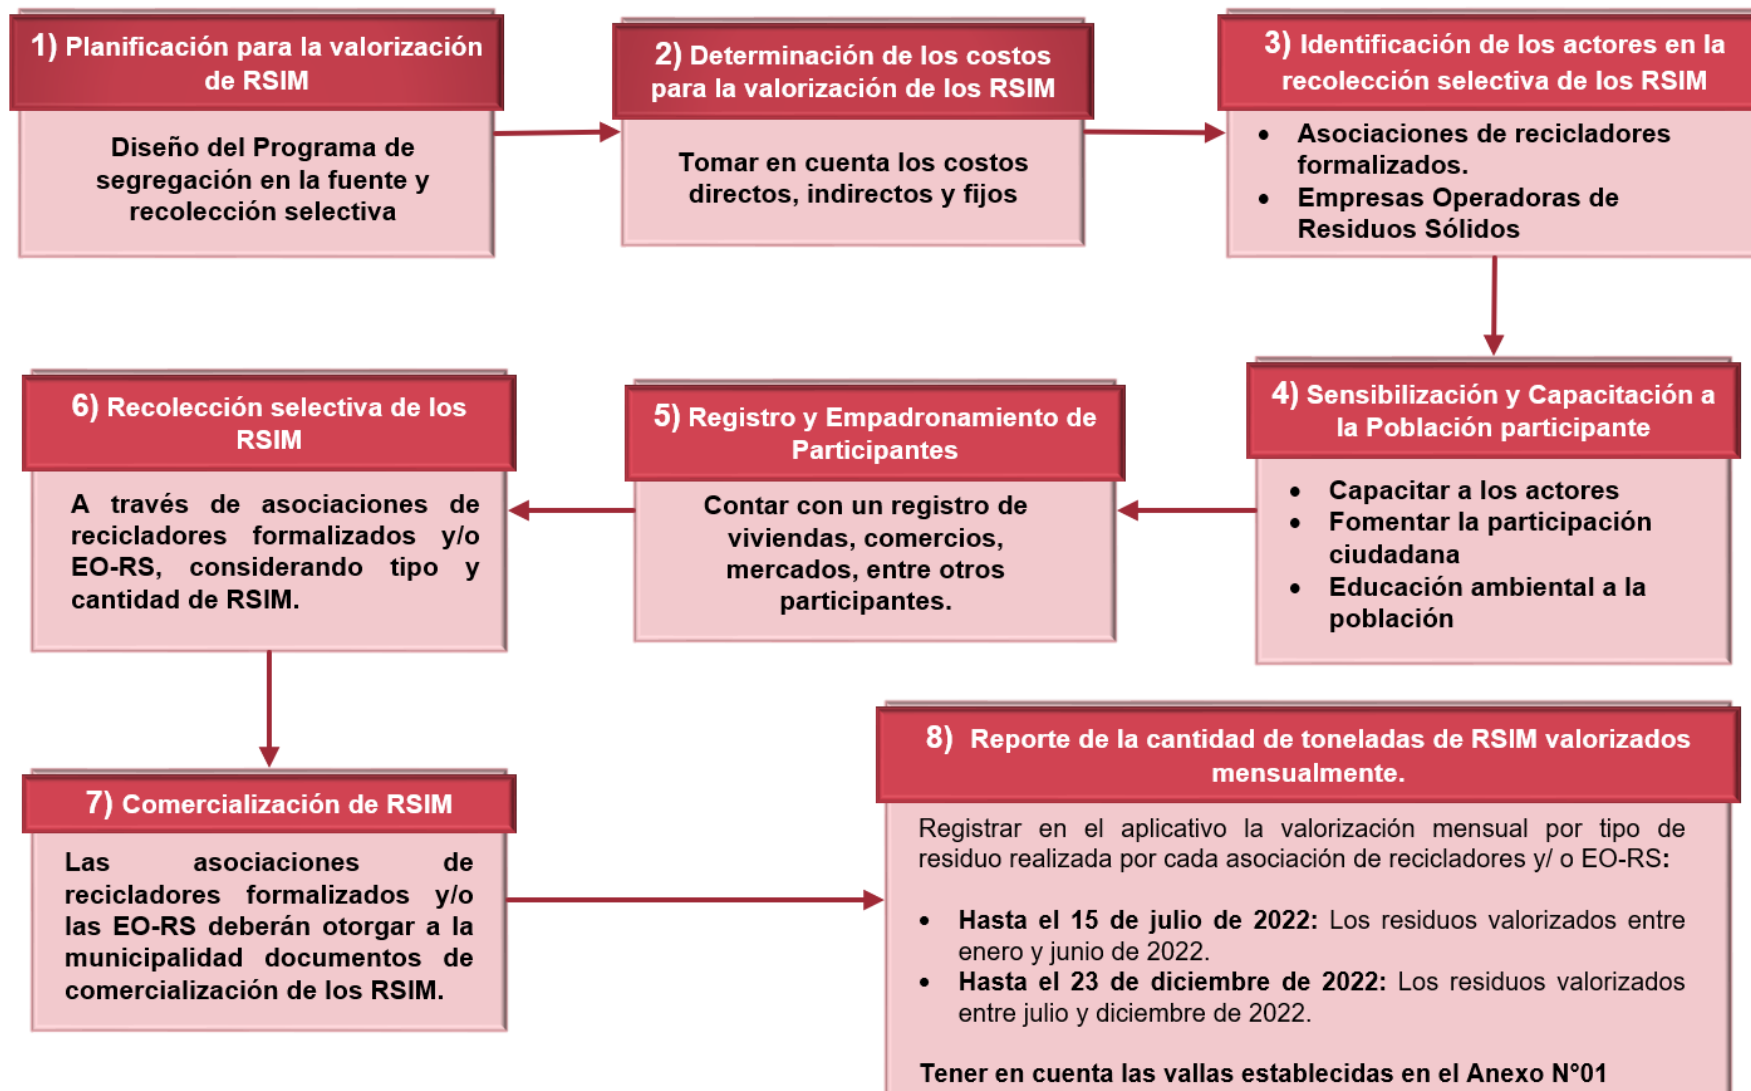 1) Planificación para la valorización
de RSIM
Diseño del Programa de
segregación en la fuente y
recolección selectiva
2) Determinación de los costos
para la valorización de los RSIM
Tomar en cuenta los costos
directos, indirectos y fijos
3) Identificación de los actores en la
recolección selectiva de los RSIM
• Asociaciones de recicladores
formalizados.
• Empresas Operadoras de
Residuos Sólidos
4) Sensibilización y Capacitación a
la Población participante
• Capacitar a los actores
• Fomentar la participación
ciudadana
• Educación ambiental a la
población
5) Registro y Empadronamiento de
Participantes
Contar con un registro de
viviendas, comercios,
mercados, entre otros
participantes.
6) Recolección selectiva de los
RSIM
A través de asociaciones de
recicladores formalizados y/o
EO-RS, considerando tipo y
cantidad de RSIM.
7) Comercialización de RSIM
Las asociaciones de
recicladores formalizados y/o
las EO-RS deberán otorgar a la
municipalidad documentos de
comercialización de los RSIM.
8) Reporte de la cantidad de toneladas de RSIM valorizados
mensualmente.
Registrar en el aplicativo la valorización mensual por tipo de
residuo realizada por cada asociación de recicladores y/ o EO-RS:
• Hasta el 15 de julio de 2022: Los residuos valorizados entre
enero y junio de 2022.
• Hasta el 23 de diciembre de 2022: Los residuos valorizados
entre julio y diciembre de 2022.
Tener en cuenta las vallas establecidas en el Anexo N°01